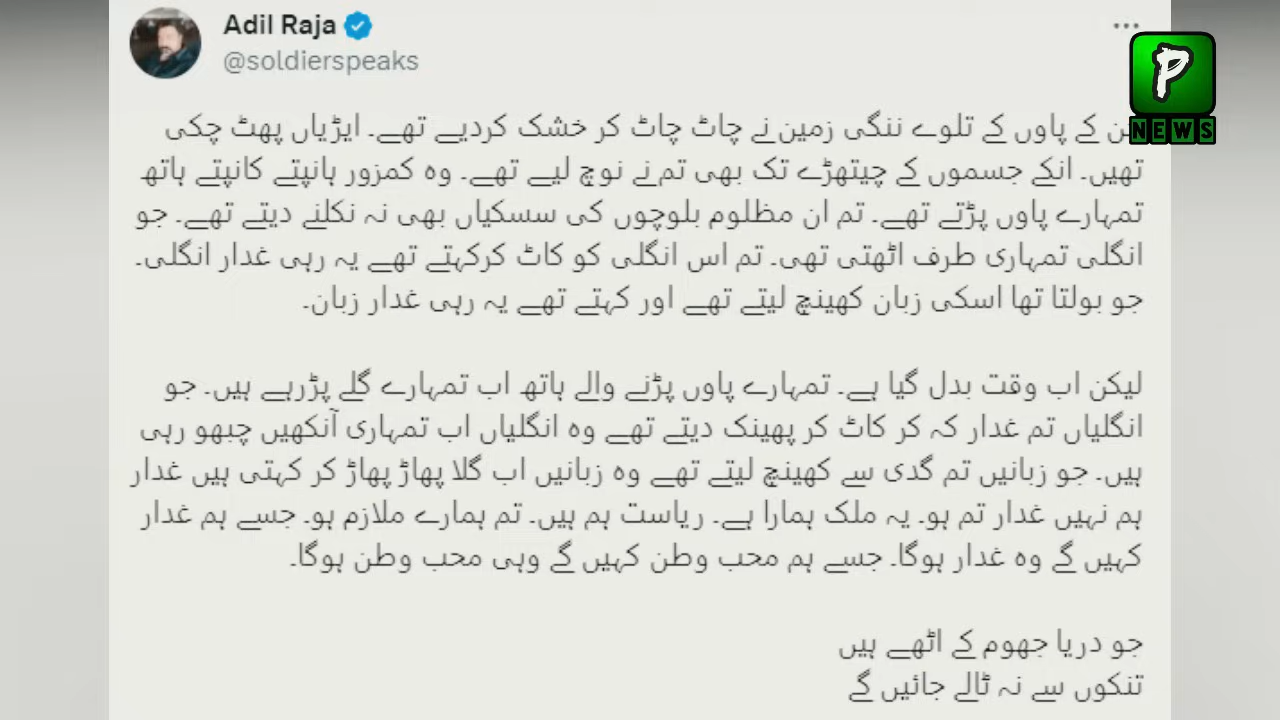 Adil Raja
@soldierspeaks
P
NEWS
کے پاوں کے تلوے ننگی زمین نے چاٹ چاٹ کر خشک کردیے تھے۔ ایڑیاں پھٹ چکی
تھیں۔ انکے جسموں کے چیتھڑے تک بھی تم نے نوچ لیے تھے۔ وہ کمزور ہانپتے کانپتے ہاتھ
تمہارے پاوں پڑتے تھے۔ تم ان مظلوم بلوچوں کی سسکیاں بھی نہ نکلنے دیتے تھے۔ جو
انگلی تمہاری طرف اٹھتی تھی۔ تم اس انگلی کو کاٹ کرکہتے تھے یہ رہی غدار انگلی۔
جو بولتا تھا اسکی زبان کھینچ لیتے تھے اور کہتے تھے یہ رہی غدار زبان۔
لیکن اب وقت بدل گیا ہے۔ تمہارے پاوں پڑنے والے ہاتھ اب تمہارے گلے پڑرہے ہیں۔ جو
انگلیاں تم غدار کہ کر کاٹ کر پھینک دیتے تھے وہ انگلیاں اب تمہاری آنکھیں چبھو رہی
ہیں۔ جو زبانیں تم گدی سے کھینچ لیتے تھے وہ زبانیں اب گلا پھاڑ پھاڑ کر کہتی ہیں غدار
ہم نہیں غدار تم ہو۔ یہ ملک ہمارا ہے۔ ریاست ہم ہیں۔ تم ہمارے ملازم ہو۔ جسے ہم غدار
کہیں گے وہ غدار ہوگا۔ جسے ہم محب وطن کہیں گے وہی محب وطن ہوگا۔
جو دریا جھوم کے اٹھے ہیں
تنکوں سے نہ ٹالے جائیں گے